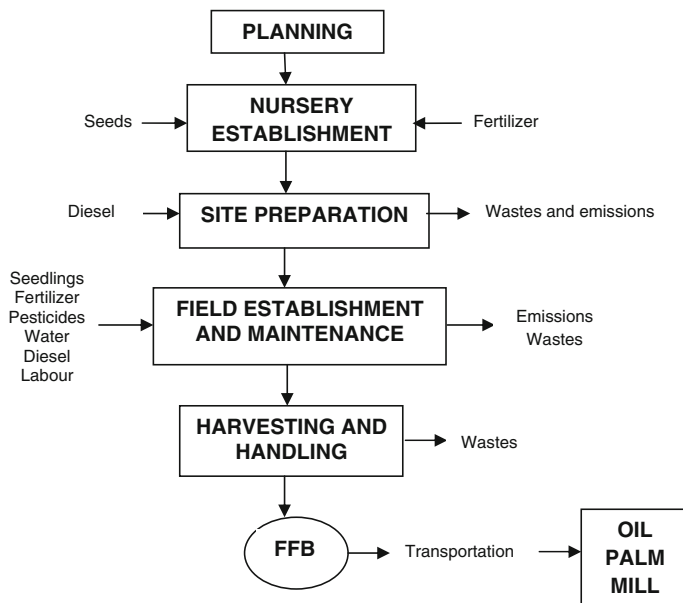 PLANNING
NURSERY
ESTABLISHMENT
Seeds
Fertilizer
Diesel
SITE PREPARATION
Wastes and emissions
Seedlings
Fertilizer
Pesticides
Water
Diesel
Labour
FIELD ESTABLISHMENT
AND MAINTENANCE
Emissions
Wastes
HARVESTING AND
HANDLING
Wastes
FFB
Transportation
OIL
PALM
MILL